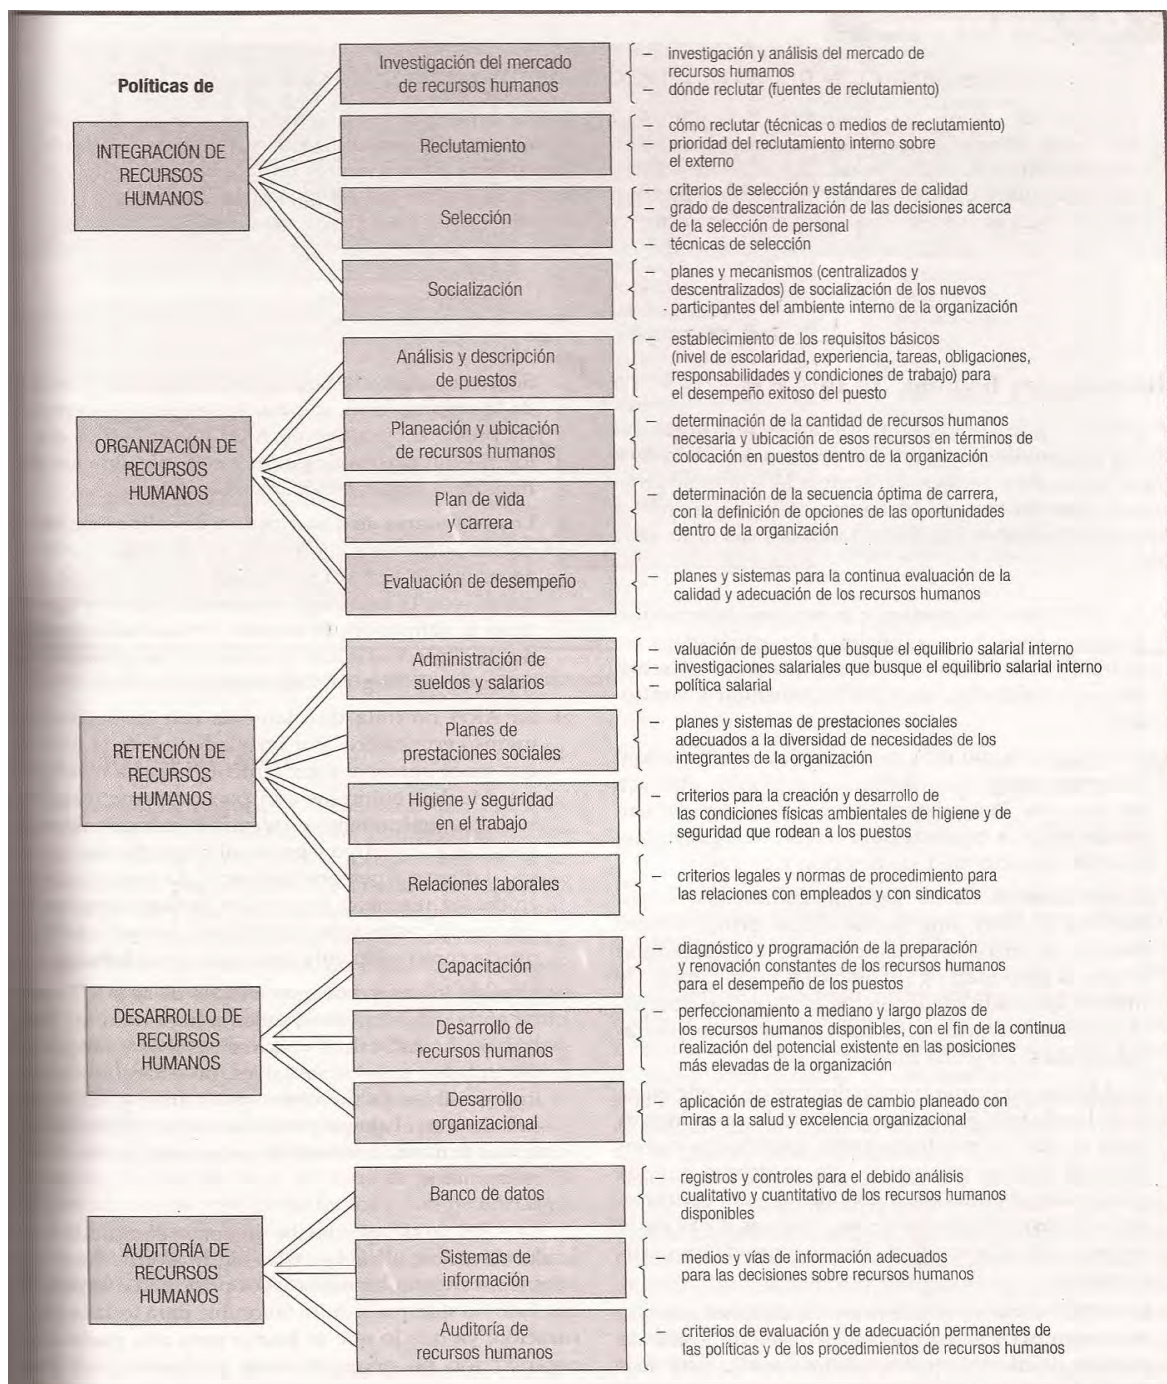 Políticas de
INTEGRACIÓN DE
RECURSOS
HUMANOS
Investigación del mercado
de recursos humanos
– investigación y análisis del mercado de
recursos humamos
– dónde reclutar (fuentes de reclutamiento)
Reclutamiento
– cómo reclutar (técnicas o medios de reclutamiento)
– prioridad del reclutamiento interno sobre
el externo
Selección
– criterios de selección y estándares de calidad
– grado de descentralización de las decisiones acerca
de la selección de personal
– técnicas de selección
Socialización
– planes y mecanismos (centralizados y
descentralizados) de socialización de los nuevos
participantes del ambiente interno de la organización
ORGANIZACIÓN DE
RECURSOS
HUMANOS
Análisis y descripción
de puestos
– establecimiento de los requisitos básicos
(nivel de escolaridad, experiencia, tareas, obligaciones,
responsabilidades y condiciones de trabajo) para
el desempeño exitoso del puesto
Planeación y ubicación
de recursos humanos
– determinación de la cantidad de recursos humanos
necesaria y ubicación de esos recursos en términos de
colocación en puestos dentro de la organización
Plan de vida
y carrera
– determinación de la secuencia óptima de carrera,
con la definición de opciones de las oportunidades
dentro de la organización
Evaluación de desempeño
– planes y sistemas para la continua evaluación de la
calidad y adecuación de los recursos humanos
RETENCIÓN DE
RECURSOS
HUMANOS
Administración de
sueldos y salarios
– valuación de puestos que busque el equilibrio salarial interno
– investigaciones salariales que busque el equilibrio salarial interno
– política salarial
Planes de
prestaciones sociales
– planes y sistemas de prestaciones sociales
adecuados a la diversidad de necesidades de los
integrantes de la organización
Higiene y seguridad
en el trabajo
– criterios para la creación y desarrollo de
las condiciones físicas ambientales de higiene y de
seguridad que rodean a los puestos
Relaciones laborales
– criterios legales y normas de procedimiento para
las relaciones con empleados y con sindicatos
DESARROLLO DE
RECURSOS
HUMANOS
Capacitación
– diagnóstico y programación de la preparación
y renovación constantes de los recursos humanos
para el desempeño de los puestos
Desarrollo de
recursos humanos
– perfeccionamiento a mediano y largo plazos de
los recursos humanos disponibles, con el fin de la continua
realización del potencial existente en las posiciones
más elevadas de la organización
Desarrollo
organizacional
– aplicación de estrategias de cambio planeado con
miras a la salud y excelencia organizacional
AUDITORÍA DE
RECURSOS
HUMANOS
Banco de datos
– registros y controles para el debido análisis
cualitativo y cuantitativo de los recursos humanos
disponibles
Sistemas de
información
– medios y vías de información adecuados
para las decisiones sobre recursos humanos
Auditoría de
recursos humanos
– criterios de evaluación y de adecuación permanentes de
las políticas y de los procedimientos de recursos humanos